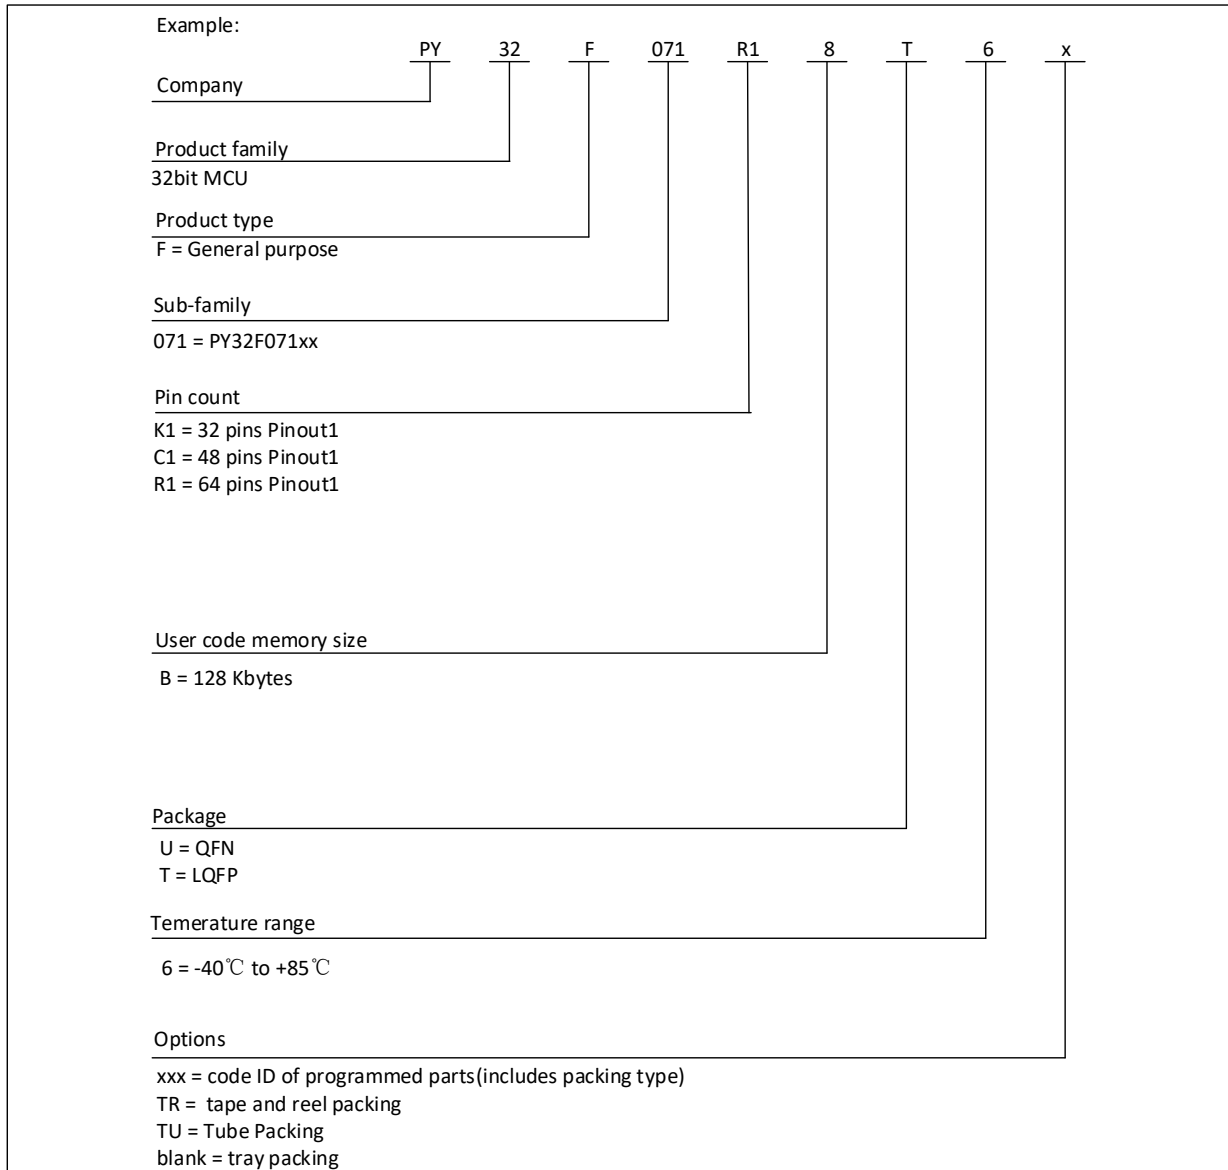 Example:
PY 32 F 071 R1 8 T 6 x
Company
Product family
32bit MCU
Product type
F = General purpose
Sub-family
071 = PY32F071xx
Pin count
K1 = 32 pins Pinout1
C1 = 48 pins Pinout1
R1 = 64 pins Pinout1
User code memory size
B = 128 Kbytes
Package
U = QFN
T = LQFP
Temerature range
6 = -40℃ to +85℃
Options
xxx = code ID of programmed parts(includes packing type)
TR = tape and reel packing
TU = Tube Packing
blank = tray packing